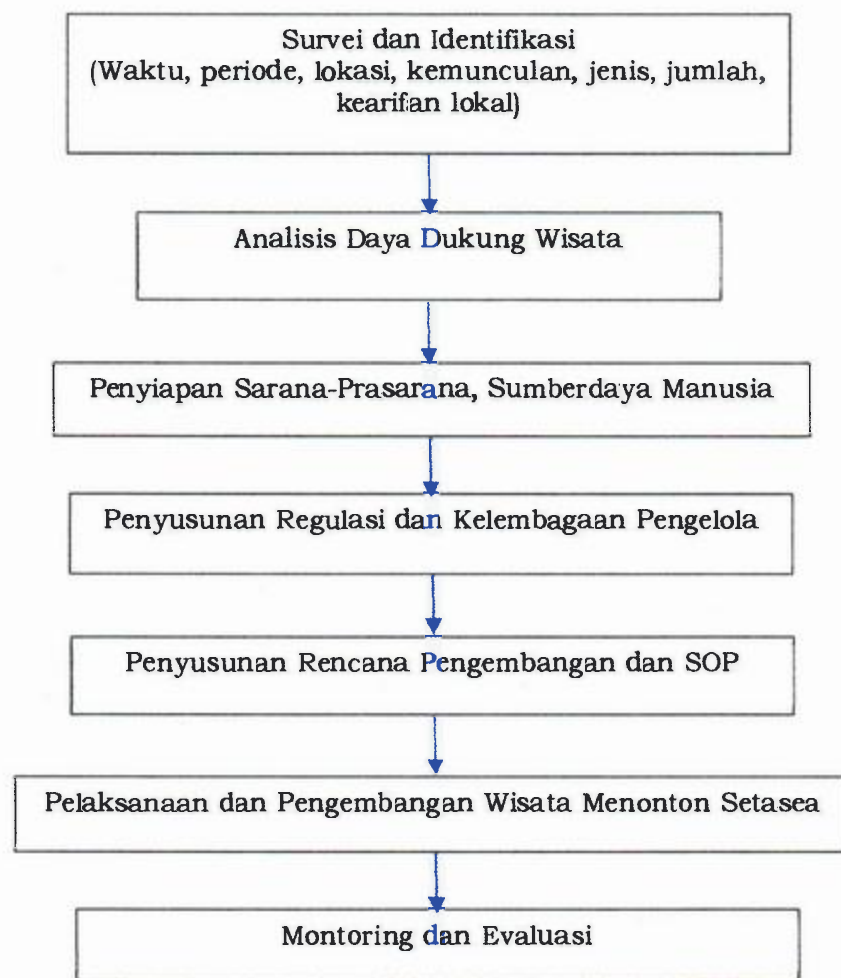 Survei dan Identifikasi
(Waktu, periode, lokasi, kemunculan, jenis, jumlah,
kearifan lokal)
Analisis Daya Dukung Wisata
Penyiapan Sarana-Prasarana, Sumberdaya Manusia
Penyusunan Regulasi dan Kelembagaan Pengelola
Penyusunan Rencana Pengembangan dan SOP
Pelaksanaan dan Pengembangan Wisata Menonton Setasea
Montoring dan Evaluasi